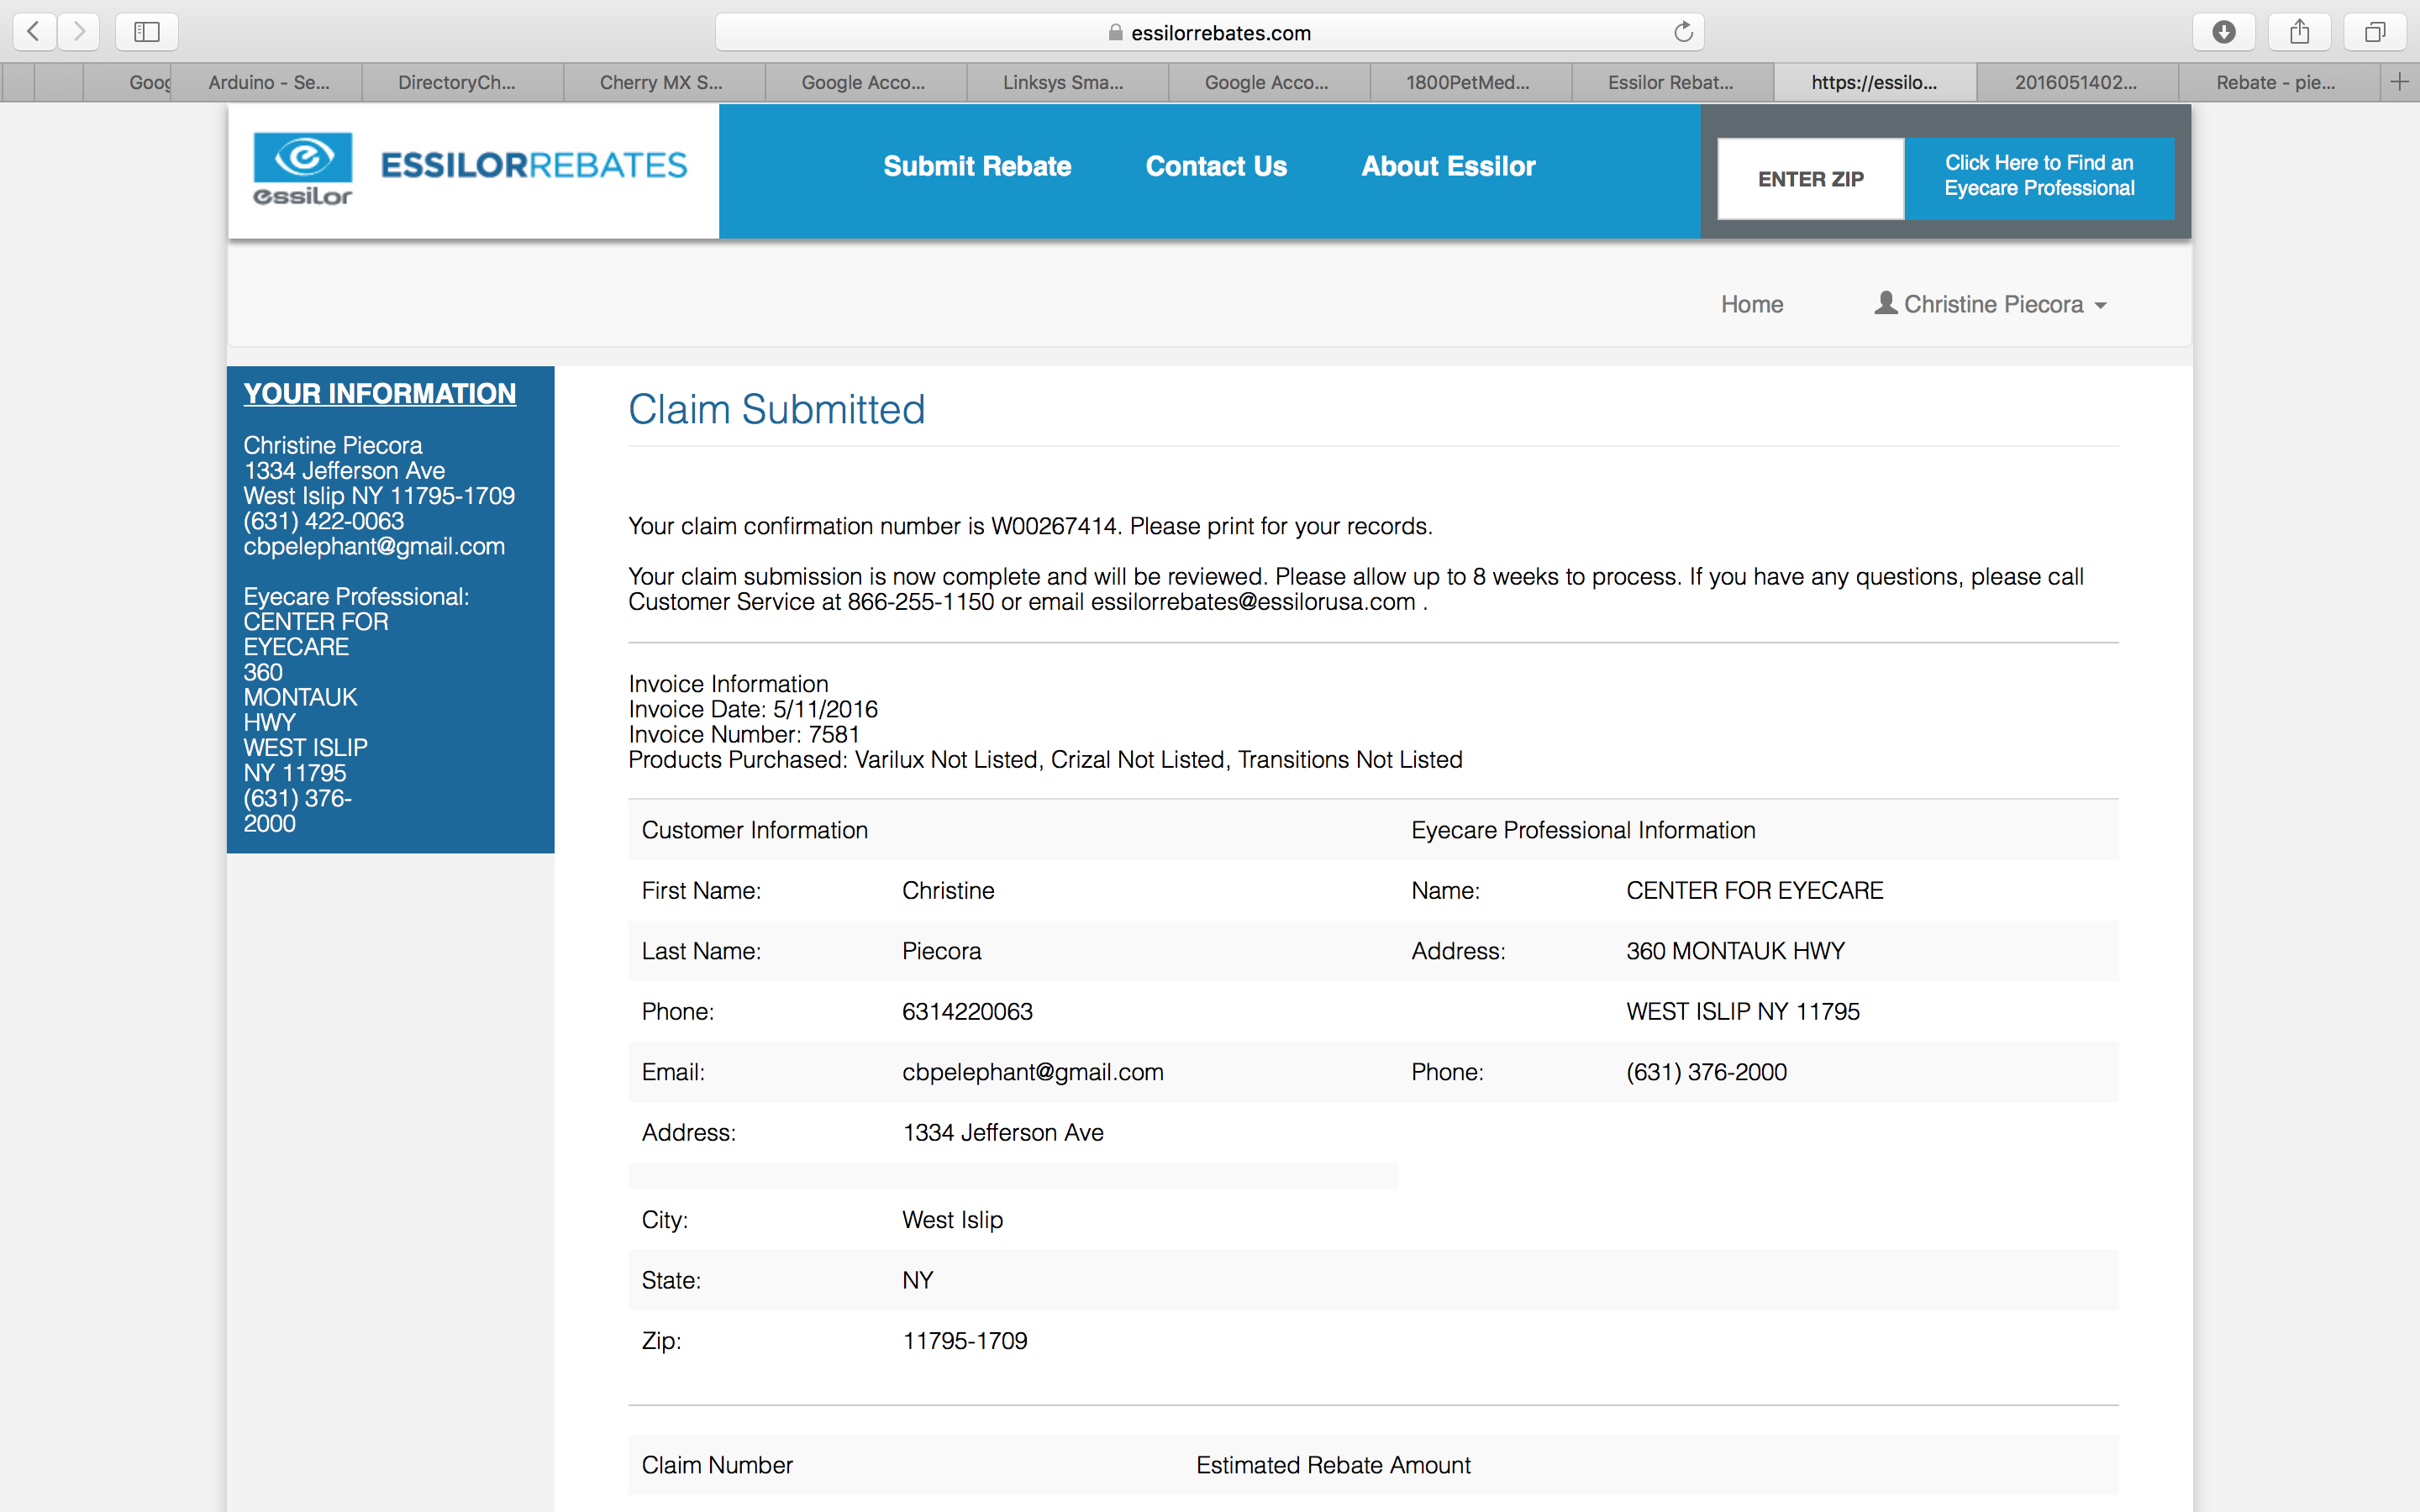 essilorrebates.com
Goog
Arduino - Se...
DirectoryCh...
Cherry MX S...
Google Acco...
Linksys Sma...
Google Acco...
1800PetMed...
Essilor Rebat...
https://essilo...
2016051402...
Rebate - pie...
essilor
ESSILORREBATES
Submit Rebate
Contact Us
About Essilor
ENTER ZIP
Click Here to Find an
Eyecare Professional
Home
Christine Piecora
YOUR INFORMATION
Christine Piecora
1334 Jefferson Ave
West Islip NY 11795-1709
(631) 422-0063
cbpelephant@gmail.com
Eyecare Professional:
CENTER FOR
EYECARE
360
MONTAUK
HWY
WEST ISLIP
NY 11795
(631) 376-
2000
Claim Submitted
Your claim confirmation number is W00267414. Please print for your records.
Your claim submission is now complete and will be reviewed. Please allow up to 8 weeks to process. If you have any questions, please call
Customer Service at 866-255-1150 or email essilorrebates@essilorusa.com .
Invoice Information
Invoice Date: 5/11/2016
Invoice Number: 7581
Products Purchased: Varilux Not Listed, Crizal Not Listed, Transitions Not Listed
Customer Information Eyecare Professional Information
First Name: Christine Name: CENTER FOR EYECARE
Last Name: Piecora Address: 360 MONTAUK HWY
Phone: 6314220063 WEST ISLIP NY 11795
Email: cbpelephant@gmail.com Phone: (631) 376-2000
Address: 1334 Jefferson Ave
City: West Islip
State: NY
Zip: 11795-1709
Claim Number Estimated Rebate Amount